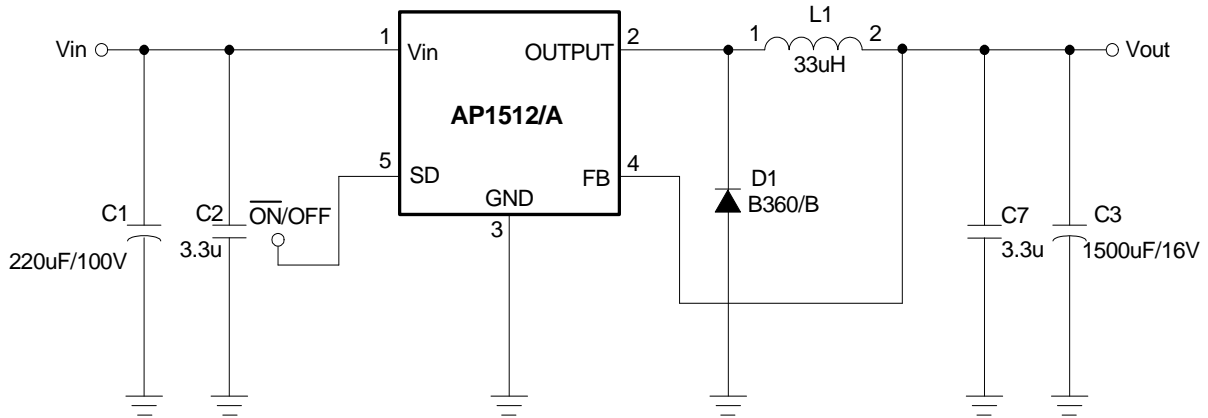 L1
Vin
1
Vin
OUTPUT
2
1
2
33uH
Vout
AP1512/A
5
SD
FB
4
GND
3
D1
B360/B
C1
220uF/100V
C2
3.3u
ON/OFF
C7
3.3u
C3
1500uF/16V